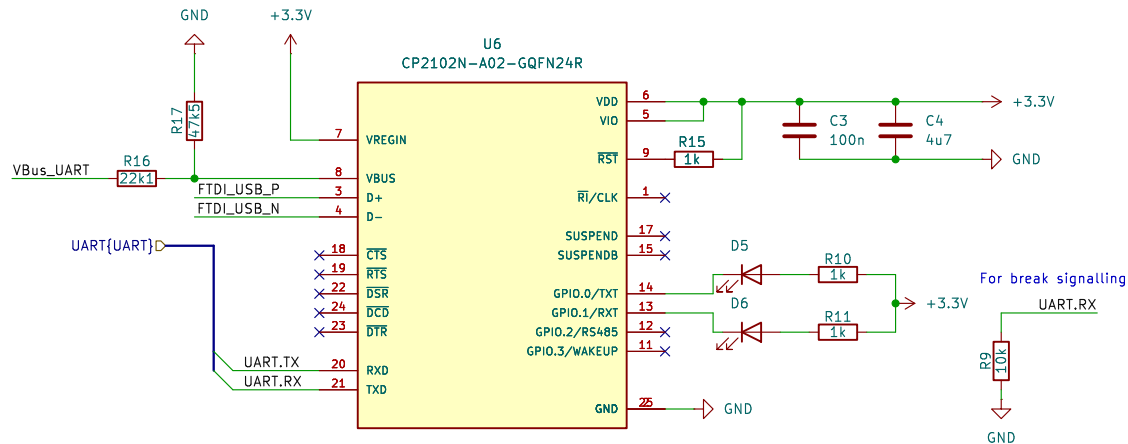 GND
+3.3V
U6
CP2102N-A02-GQFN24R
R17
47k5
7 VREGIN
VDD 6
VIO 5
+3.3V
C3
100n
C4
4u7
R15
1k
RST 9
GND
VBus_UART
R16
22k1
8 VBUS
FTDI_USB_P
3 D+
RI/CLK 1
FTDI_USB_N
4 D-
UART{UART}
SUSPEND 17
SUSPENDB 15
18 CTS
19 RTS
22 DSR
24 DCD
23 DTR
D5
R10
1k
GPIO.0/TXT 14
GPIO.1/RXT 13
GPIO.2/RS485 12
GPIO.3/WAKEUP 11
D6
R11
1k
+3.3V
For break signalling
UART.RX
R9
10k
GND
UART.TX
20 RXD
UART.RX
21 TXD
GND
GND